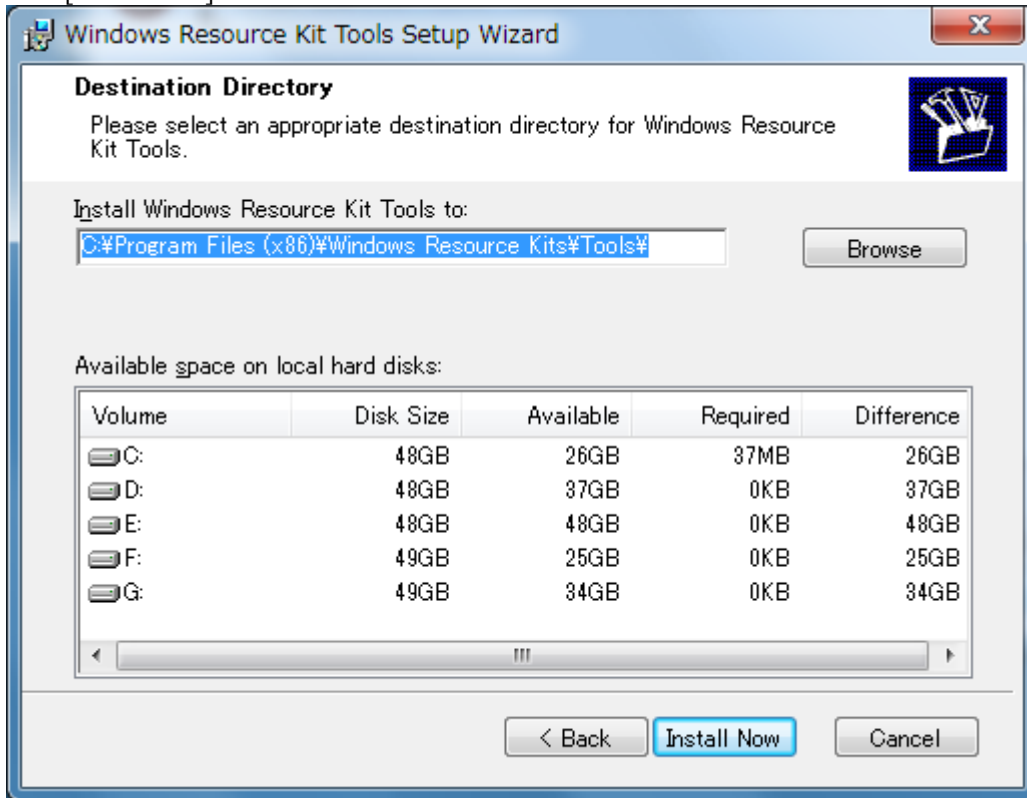 Windows Resource Kit Tools Setup Wizard
Destination Directory
Please select an appropriate destination directory for Windows Resource
Kit Tools.
Install Windows Resource Kit Tools to:
C:¥Program Files (x86)¥Windows Resource Kits¥Tools¥
Browse
Available space on local hard disks:
Volume Disk Size Available Required Difference
C: 48GB 26GB 37MB 26GB
D: 48GB 37GB 0KB 37GB
E: 48GB 48GB 0KB 48GB
F: 49GB 25GB 0KB 25GB
G: 49GB 34GB 0KB 34GB
< Back Install Now Cancel